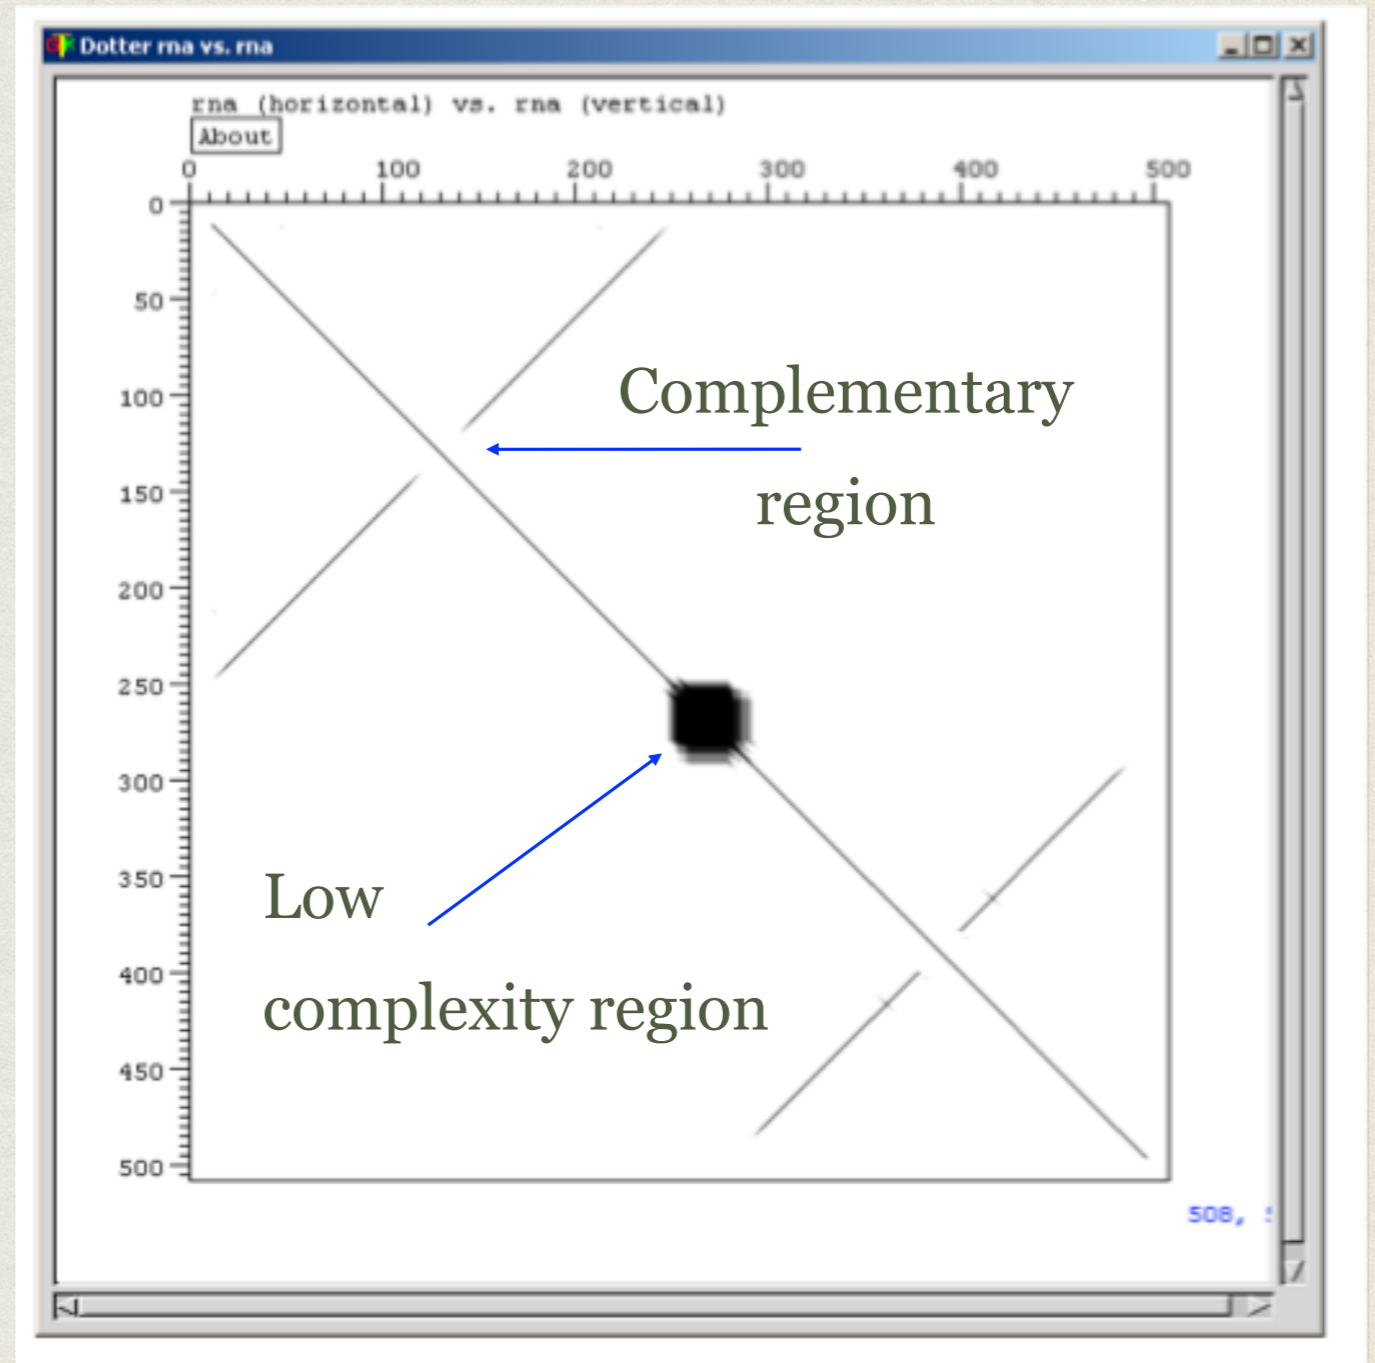 Dotter rna vs. rna
rna (horizontal) vs. rna (vertical)
About
0 100 200 300 400 500
0
50
100
Complementary
150
region
200
250
300
350
Low
400
complexity region
450
500
508,